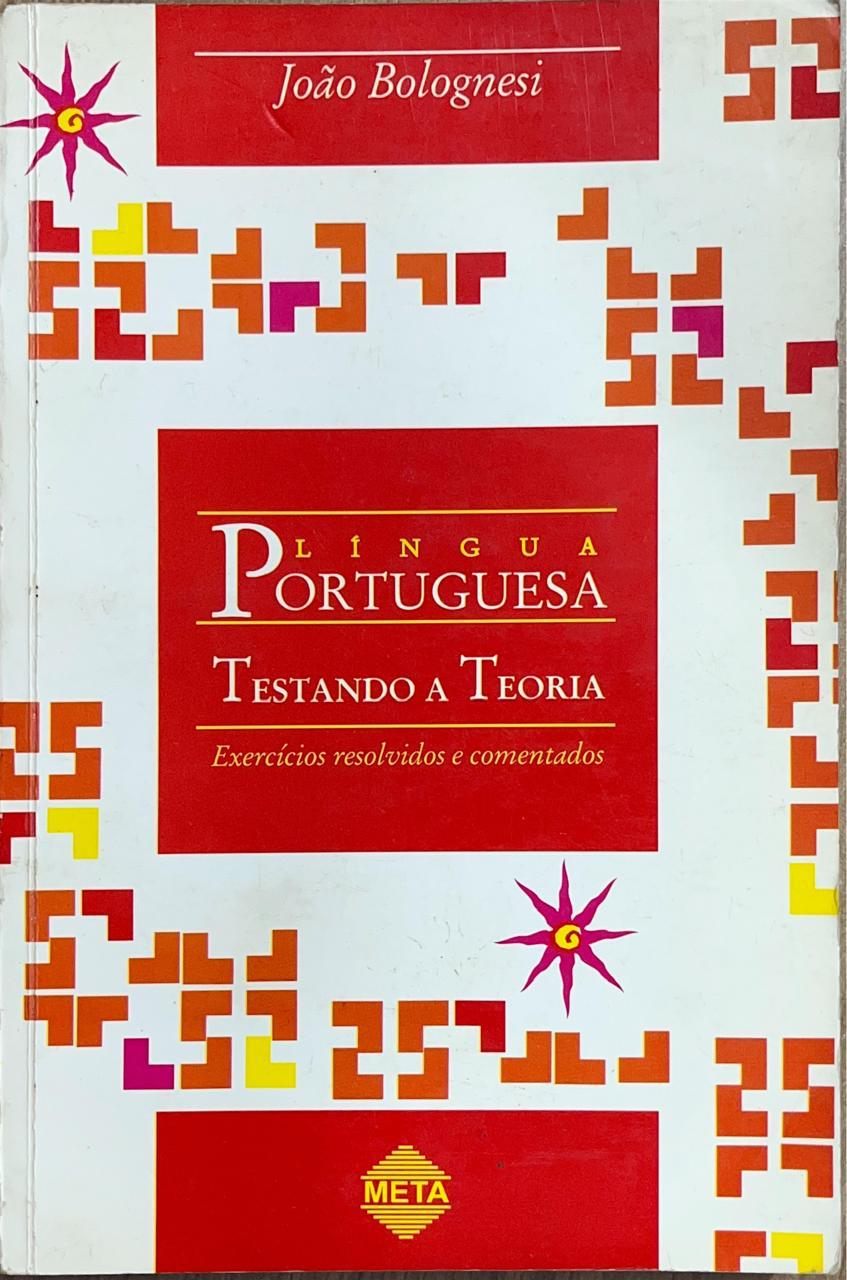 João Bolognesi
LÍNGUA
PORTUGUESA
TESTANDO A TEORIA
Exercícios resolvidos e comentados
META